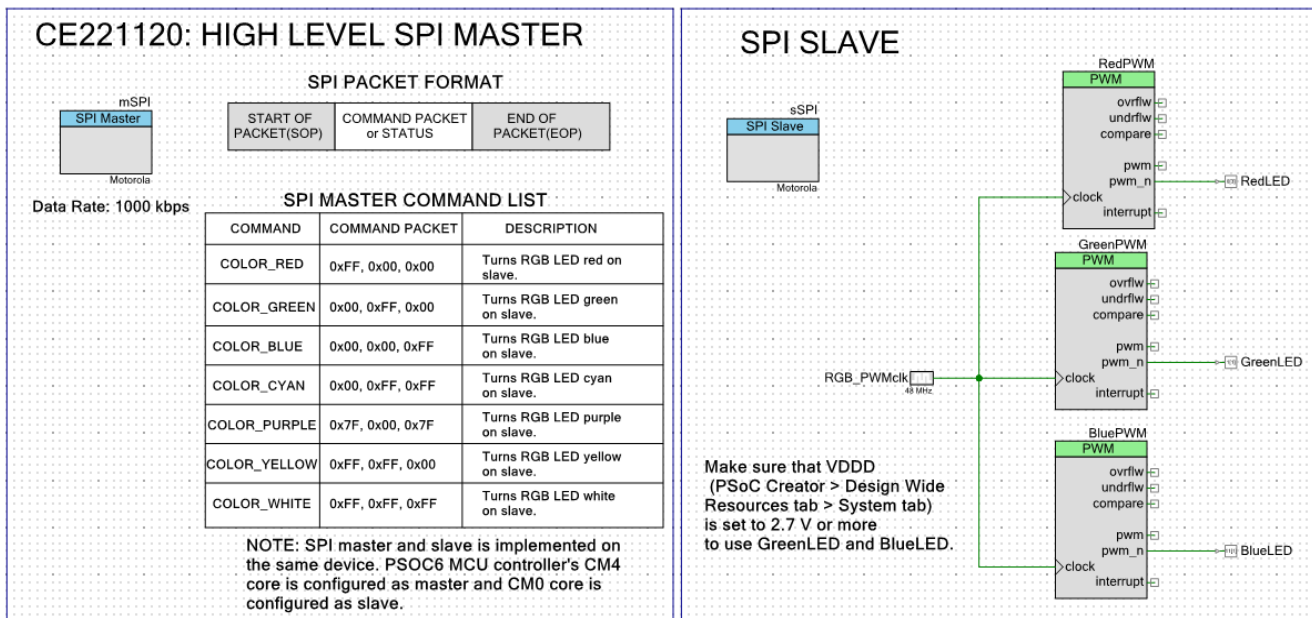 CE221120: HIGH LEVEL SPI MASTER
SPI PACKET FORMAT
mSPI
SPI Master
Motorola
START OF
PACKET(SOP)
COMMAND PACKET
or STATUS
END OF
PACKET(EOP)
Data Rate: 1000 kbps
SPI MASTER COMMAND LIST
COMMAND COMMAND PACKET DESCRIPTION
COLOR_RED 0xFF, 0x00, 0x00 Turns RGB LED red on
slave.
COLOR_GREEN 0x00, 0xFF, 0x00 Turns RGB LED green
on slave.
COLOR_BLUE 0x00, 0x00, 0xFF Turns RGB LED blue
on slave.
COLOR_CYAN 0x00, 0xFF, 0xFF Turns RGB LED cyan
on slave.
COLOR_PURPLE 0x7F, 0x00, 0x7F Turns RGB LED purple
on slave.
COLOR_YELLOW 0xFF, 0xFF, 0x00 Turns RGB LED yellow
on slave.
COLOR_WHITE 0xFF, 0xFF, 0xFF Turns RGB LED white
on slave.
NOTE: SPI master and slave is implemented on
the same device. PSOC6 MCU controller's CM4
core is configured as master and CM0 core is
configured as slave.
SPI SLAVE
sSPI
SPI Slave
Motorola
RedPWM
PWM
ovrflw
undrflw
compare
pwm
pwm_n
RedLED
clock
interrupt
GreenPWM
PWM
ovrflw
undrflw
compare
pwm
pwm_n
GreenLED
RGB_PWMclk
48 MHz
clock
interrupt
BluePWM
PWM
ovrflw
undrflw
compare
pwm
pwm_n
BlueLED
clock
interrupt
Make sure that VDDD
(PSoC Creator > Design Wide
Resources tab > System tab)
is set to 2.7 V or more
to use GreenLED and BlueLED.